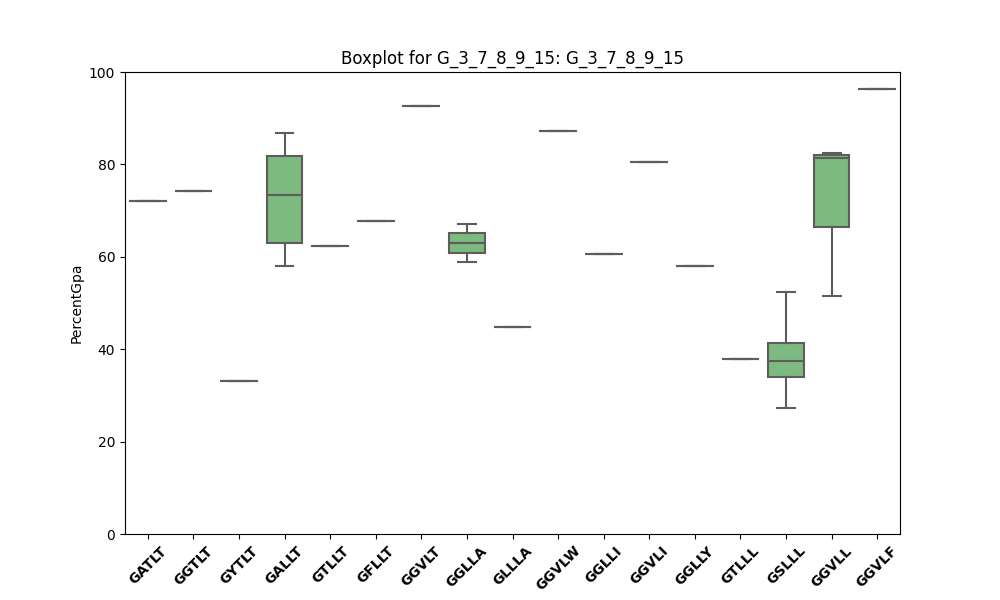 Boxplot for G_3_7_8_9_15: G_3_7_8_9_15
PercentGpa
100
80
60
40
20
0
GATLT
GGTLT
GYTLT
GALLT
GTLLT
GFLLT
GGVLT
GGLLA
GLLLA
GGVLW
GGLLI
GGVLI
GGLLY
GTLLL
GSLLL
GGVLL
GGVLF